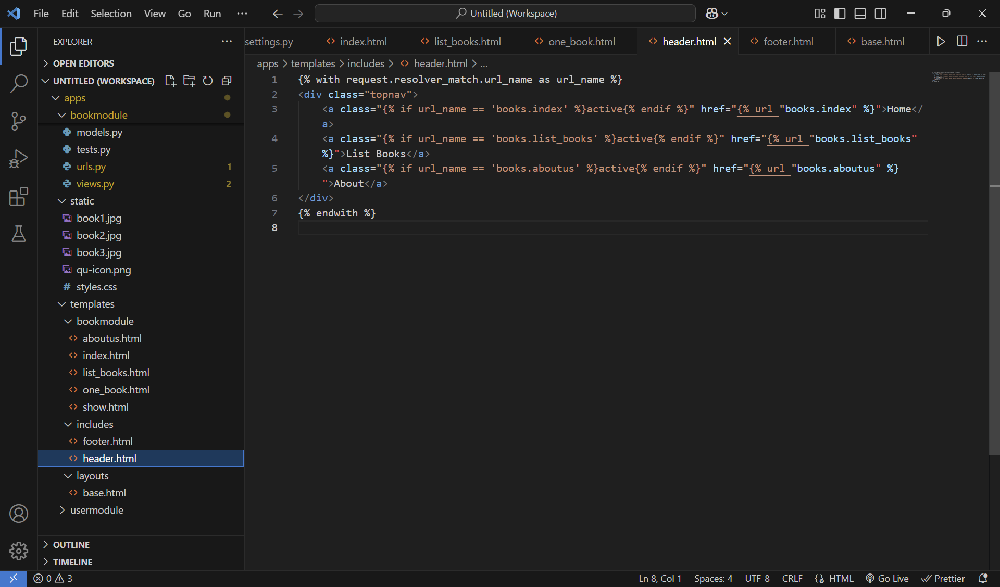 File Edit Selection View Go Run ··· Untitled (Workspace)
EXPLORER ···
OPEN EDITORS
UNTITLED (WORKSPACE)
apps
bookmodule
models.py
tests.py
urls.py 1
views.py 2
static
book1.jpg
book2.jpg
book3.jpg
qu-icon.png
# styles.css
templates
bookmodule
<> aboutus.html
<> index.html
<> list_books.html
<> one_book.html
<> show.html
includes
<> footer.html
<> header.html
layouts
<> base.html
usermodule
OUTLINE
TIMELINE
settings.py <> index.html <> list_books.html <> one_book.html <> header.html <> footer.html <> base.html ···
apps > templates > includes > <> header.html > ...
1 {% with request.resolver_match.url_name as url_name %}
2 <div class="topnav">
3 <a class="{% if url_name == 'books.index' %}active{% endif %}" href="{% url "books.index" %}">Home</
a>
4 <a class="{% if url_name == 'books.list_books' %}active{% endif %}" href="{% url "books.list_books"
%}">List Books</a>
5 <a class="{% if url_name == 'books.aboutus' %}active{% endif %}" href="{% url "books.aboutus" %}
">About</a>
6 </div>
7 {% endwith %}
8
0 3 Ln 8, Col 1 Spaces: 4 UTF-8 CRLF HTML Go Live Prettier